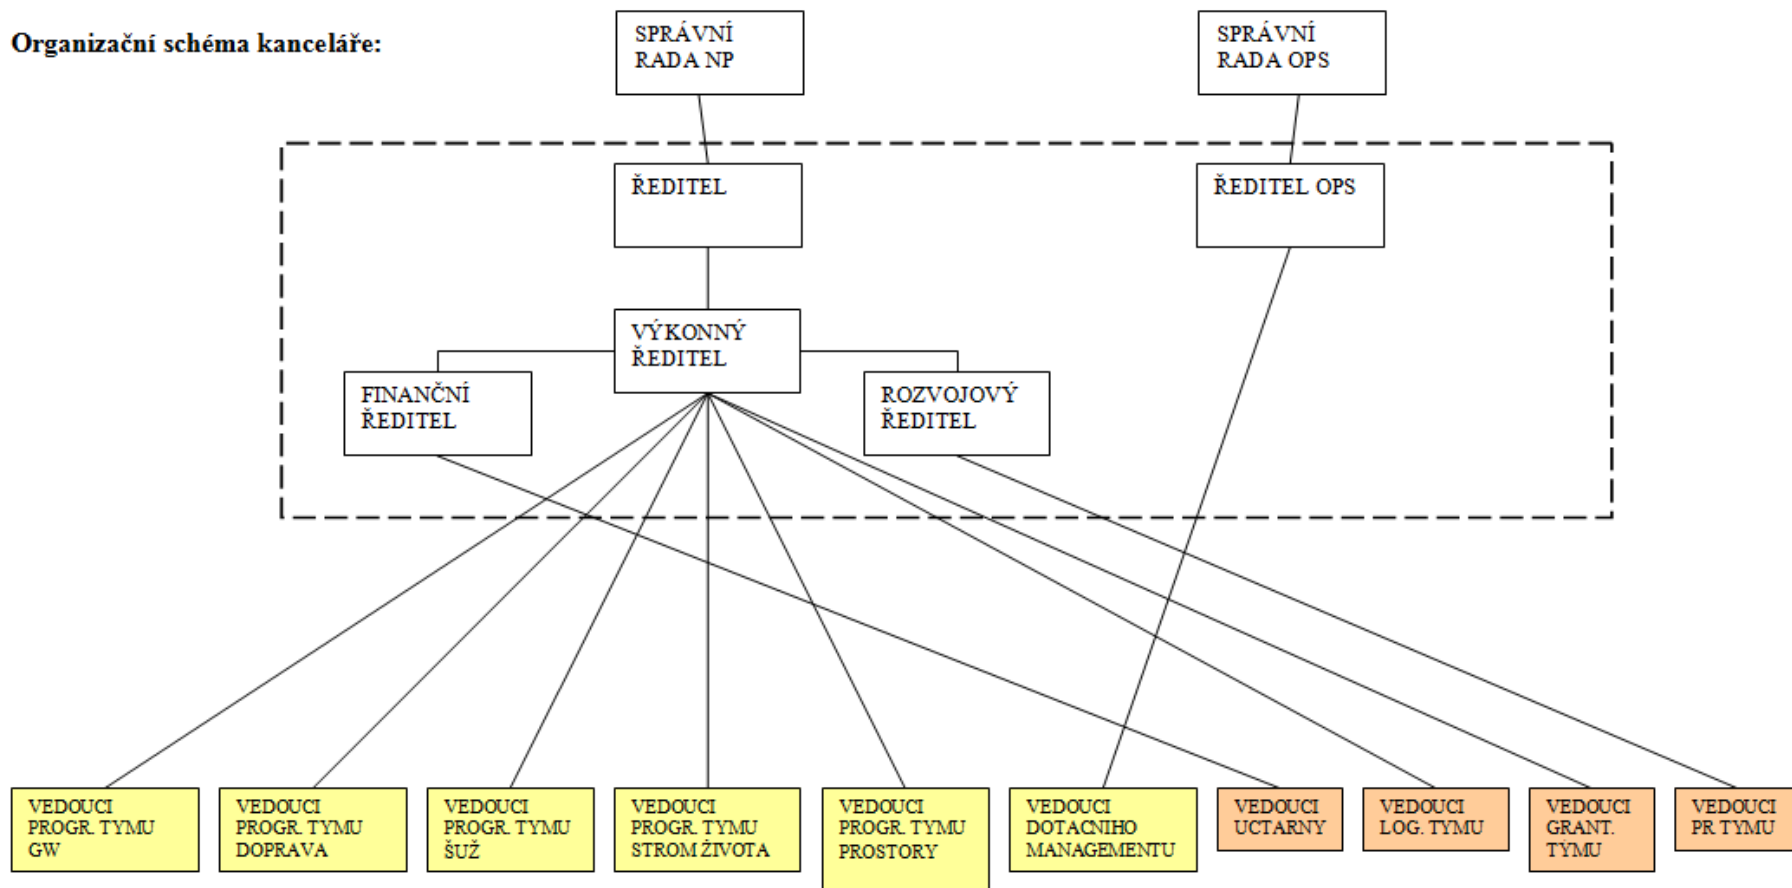 Organizační schéma kanceláře:
SPRÁVNÍ
RADA NP
SPRÁVNÍ
RADA OPS
ŘEDITEL
ŘEDITEL OPS
VÝKONNÝ
ŘEDITEL
FINANČNÍ
ŘEDITEL
ROZVOJOVÝ
ŘEDITEL
VEDOUCI
PROGR. TYMU
GW
VEDOUCI
PROGR. TYMU
DOPRAVA
VEDOUCI
PROGR. TYMU
ŠUŽ
VEDOUCI
PROGR. TYMU
STROM ŽIVOTA
VEDOUCI
PROGR. TYMU
PROSTORY
VEDOUCI
DOTACNIHO
MANAGEMENTU
VEDOUCI
UCTARNY
VEDOUCI
LOG. TYMU
VEDOUCI
GRANT.
TYMU
VEDOUCI
PR TYMU